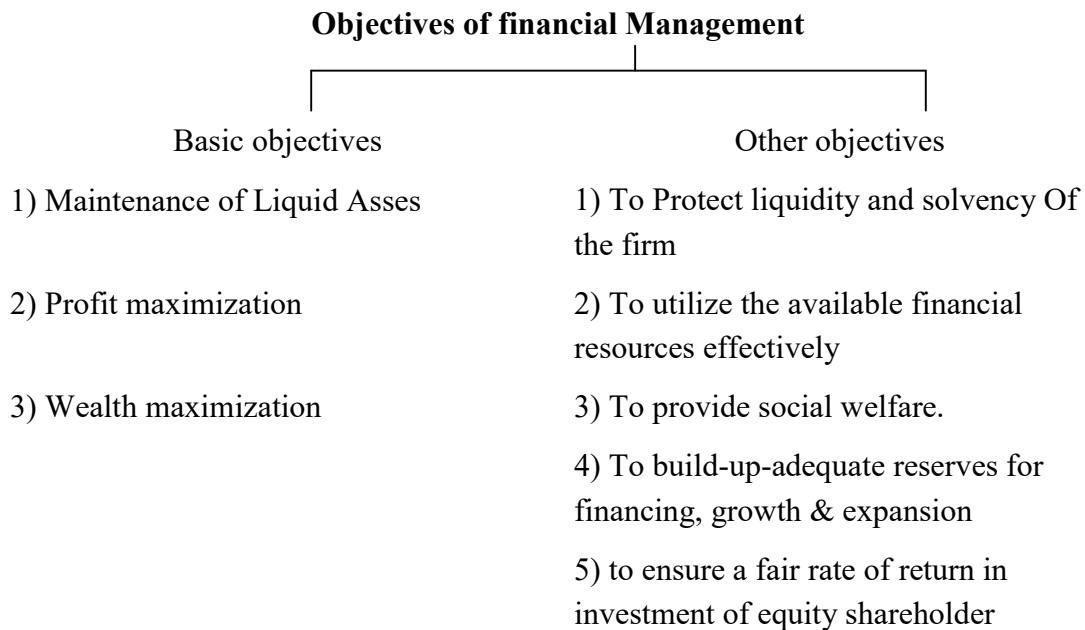 Objectives of financial Management
Basic objectives
Other objectives
1) Maintenance of Liquid Asses
1) To Protect liquidity and solvency Of
the firm
2) Profit maximization
2) To utilize the available financial
resources effectively
3) Wealth maximization
3) To provide social welfare.
4) To build-up-adequate reserves for
financing, growth & expansion
5) to ensure a fair rate of return in
investment of equity shareholder